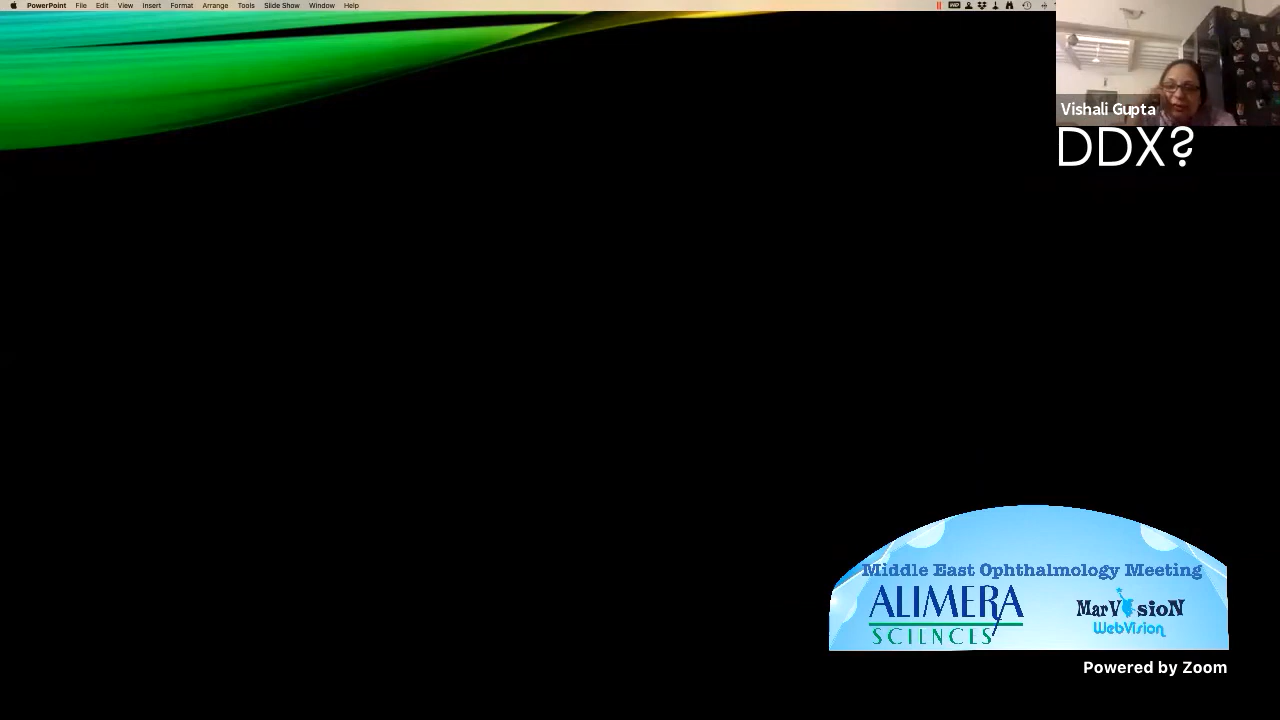 PowerPoint File Edit View Insert Format Arrange Tools Slide Show Window Help
Vishali Gupta
DDX?
Middle East Ophthalmology Meeting
ALIMERA
SCIENCES
MarVisioN
WebVision
Powered by Zoom